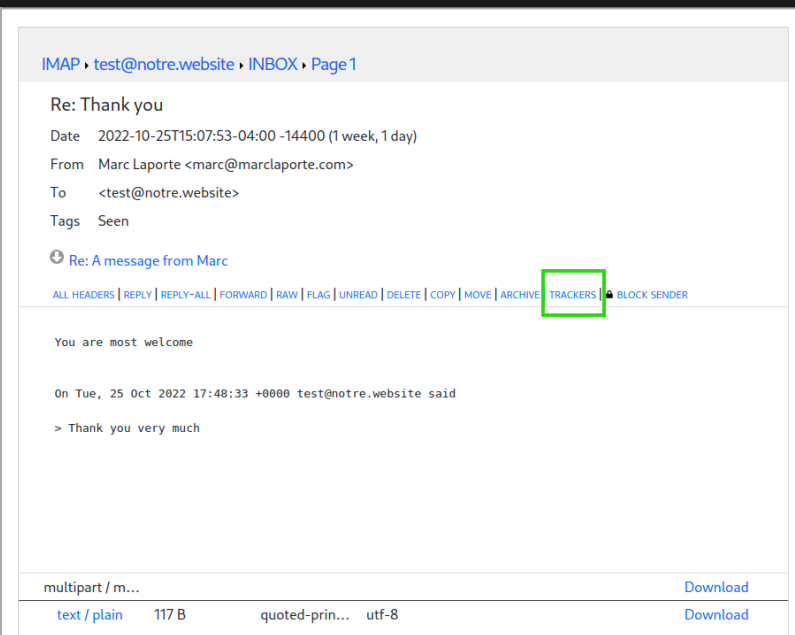 IMAP › test@notre.website › INBOX › Page 1
Re: Thank you
Date 2022-10-25T15:07:53-04:00 -14400 (1 week, 1 day)
From Marc Laporte <marc@marclaporte.com>
To <test@notre.website>
Tags Seen
Re: A message from Marc
ALL HEADERS | REPLY | REPLY-ALL | FORWARD | RAW | FLAG | UNREAD | DELETE | COPY | MOVE | ARCHIVE | TRACKERS | BLOCK SENDER
You are most welcome
On Tue, 25 Oct 2022 17:48:33 +0000 test@notre.website said
> Thank you very much
multipart / m... Download
text / plain 117 B quoted-prin... utf-8 Download